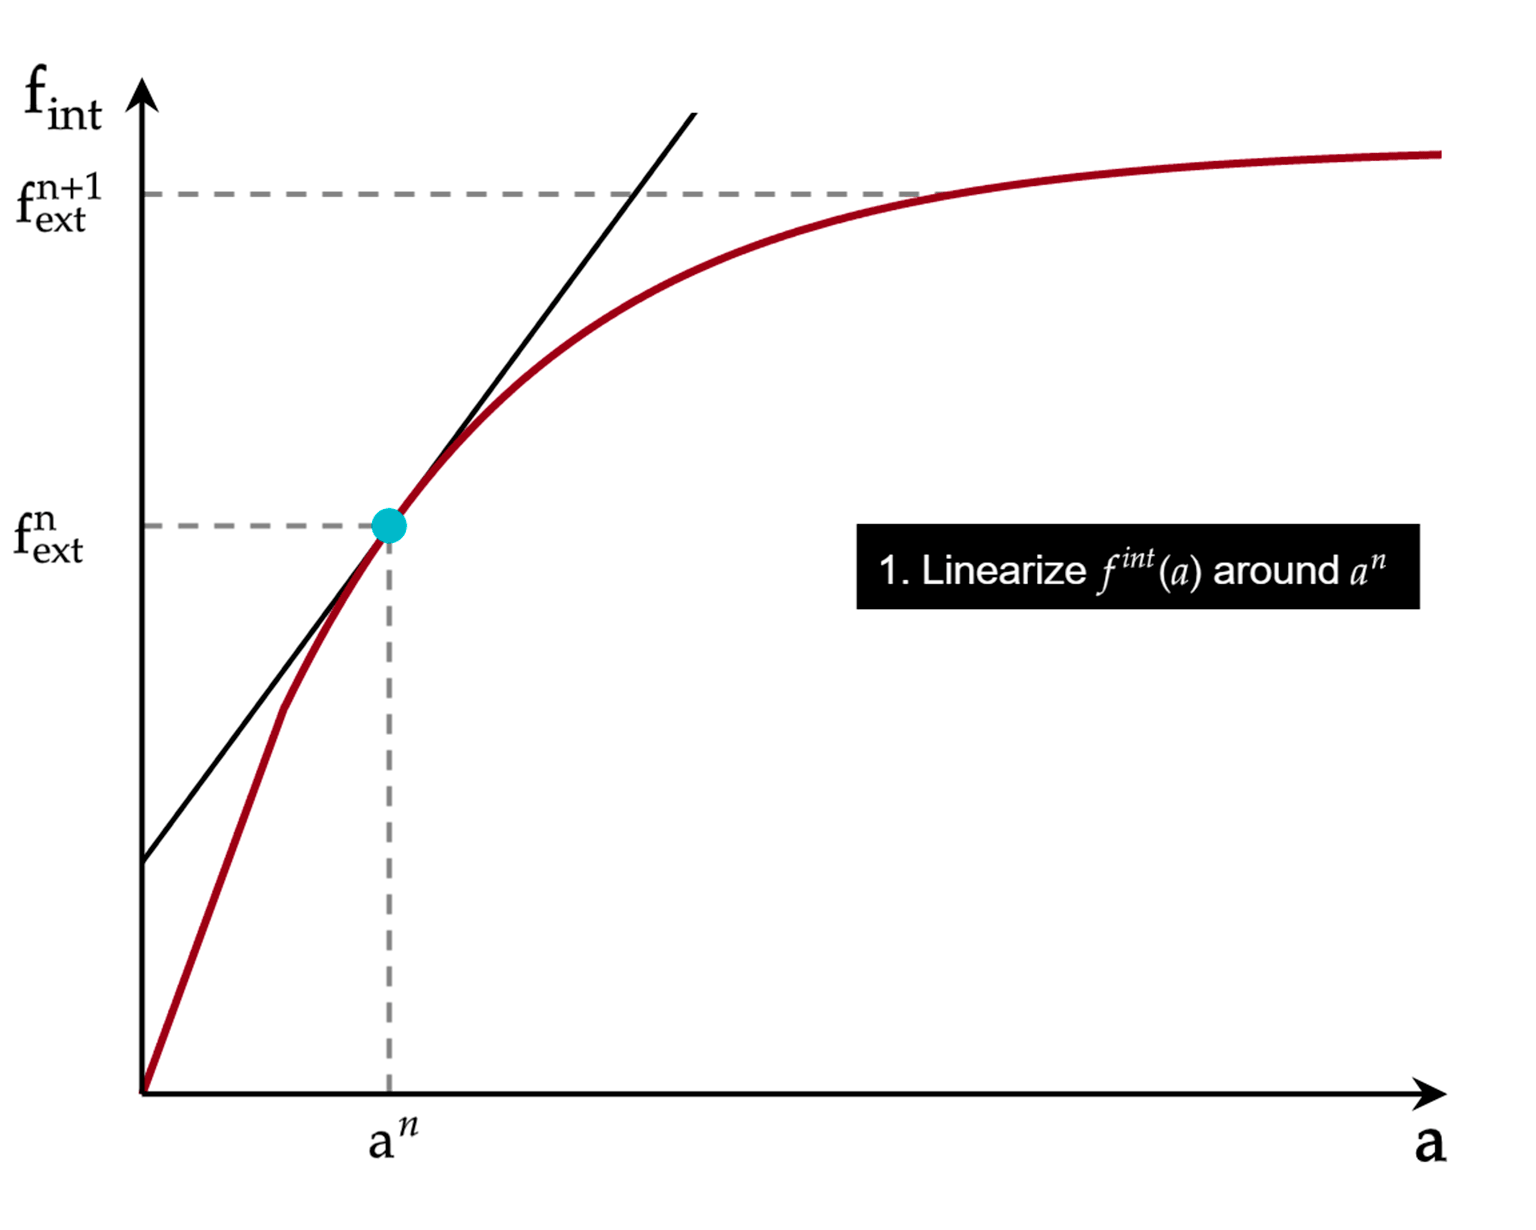 f_int
f_ext^n+1
f_ext^n
1. Linearize f^int(a) around a^n
a^n
a